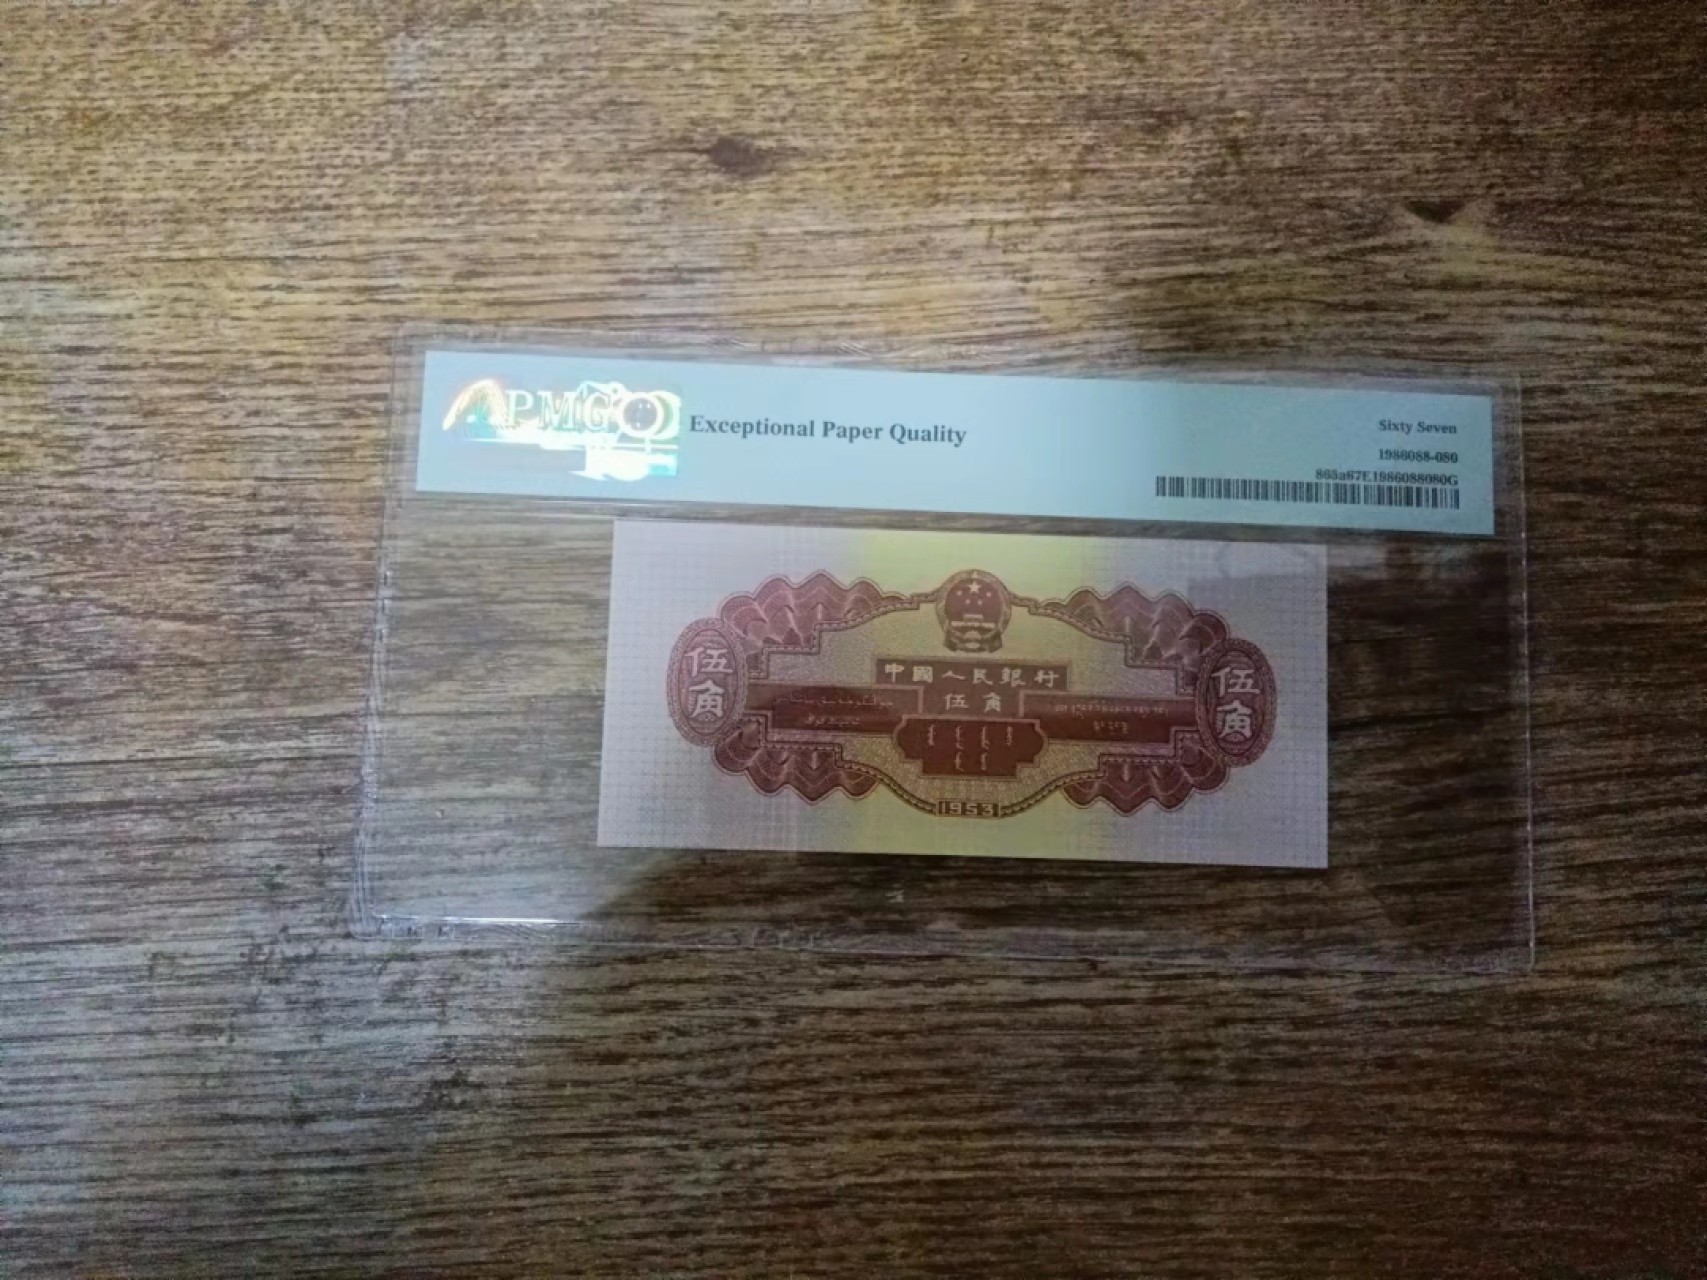 PMG
Exceptional Paper Quality
Sixty Seven
1986088-080
865a67E1986088080G
中國人民銀行
伍角
伍角
伍角
1953